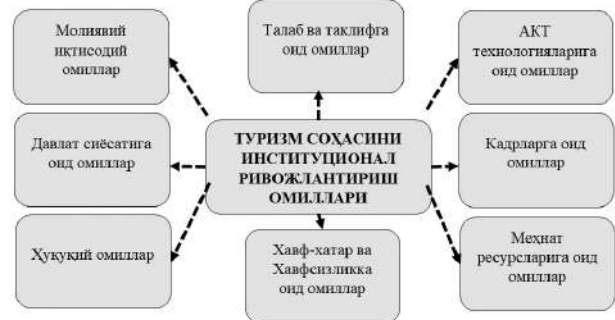 Молиявий
иқтисодий
омиллар
Талаб ва таклифга
оид омиллар
АКТ
технологияларига
оид омиллар
Давлат сиёсатига
оид омиллар
ТУРИЗМ СОҲАСИНИ
ИНСТИТУЦИОНАЛ
РИВОЖЛАНТИРИШ
ОМИЛЛАРИ
Кадрларга оид
омиллар
Ҳуқуқий омиллар
Хавф-хатар ва
Хавфсизликка
оид омиллар
Меҳнат
ресурсларига оид
омиллар